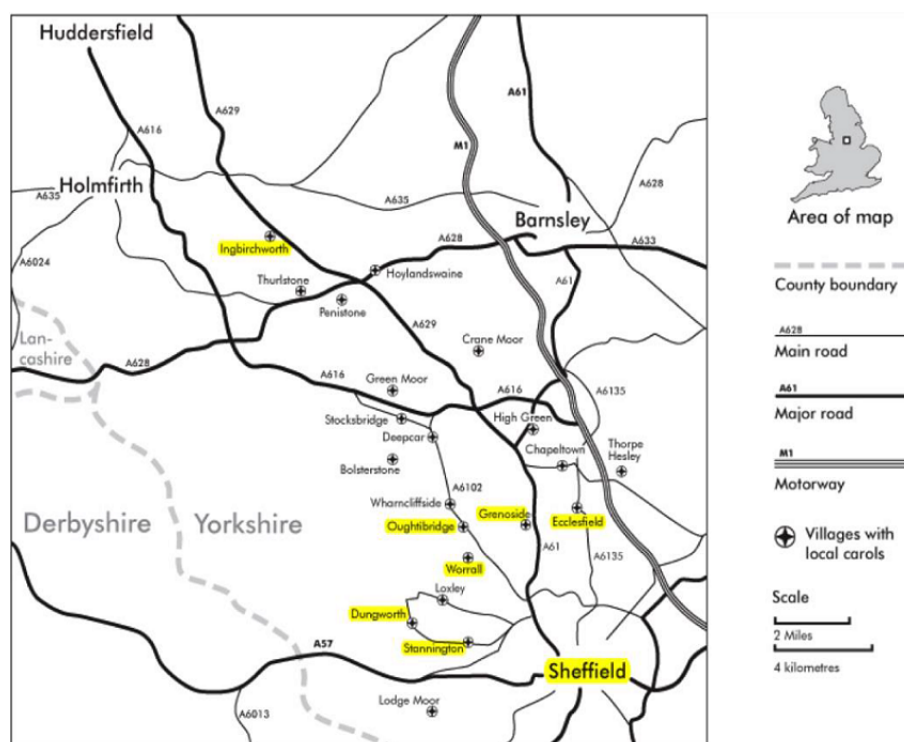 Huddersfield
A61
A629
A616
M1
Holmfirth
A635
A635
A628
Barnsley
Ingbirchworth
A628
A633
A6024
Hoylandswaine
Thurlstone
A61
Penistone
Lan-
cashire
A629
Crane Moor
A628
A616
Green Moor
A616
A6135
Stocksbridge
High Green
Deepcar
Chapeltown
Thorpe
Hesley
Bolsterstone
A6102
Wharncliffside
Derbyshire
Yorkshire
Oughtibridge
Grenoside
Ecclesfield
A61
A6135
Worrall
Loxley
Dungworth
Stannington
A57
Sheffield
Lodge Moor
A6013
Area of map
County boundary
A628
Main road
A61
Major road
M1
Motorway
Villages with
local carols
Scale
2 Miles
4 kilometres